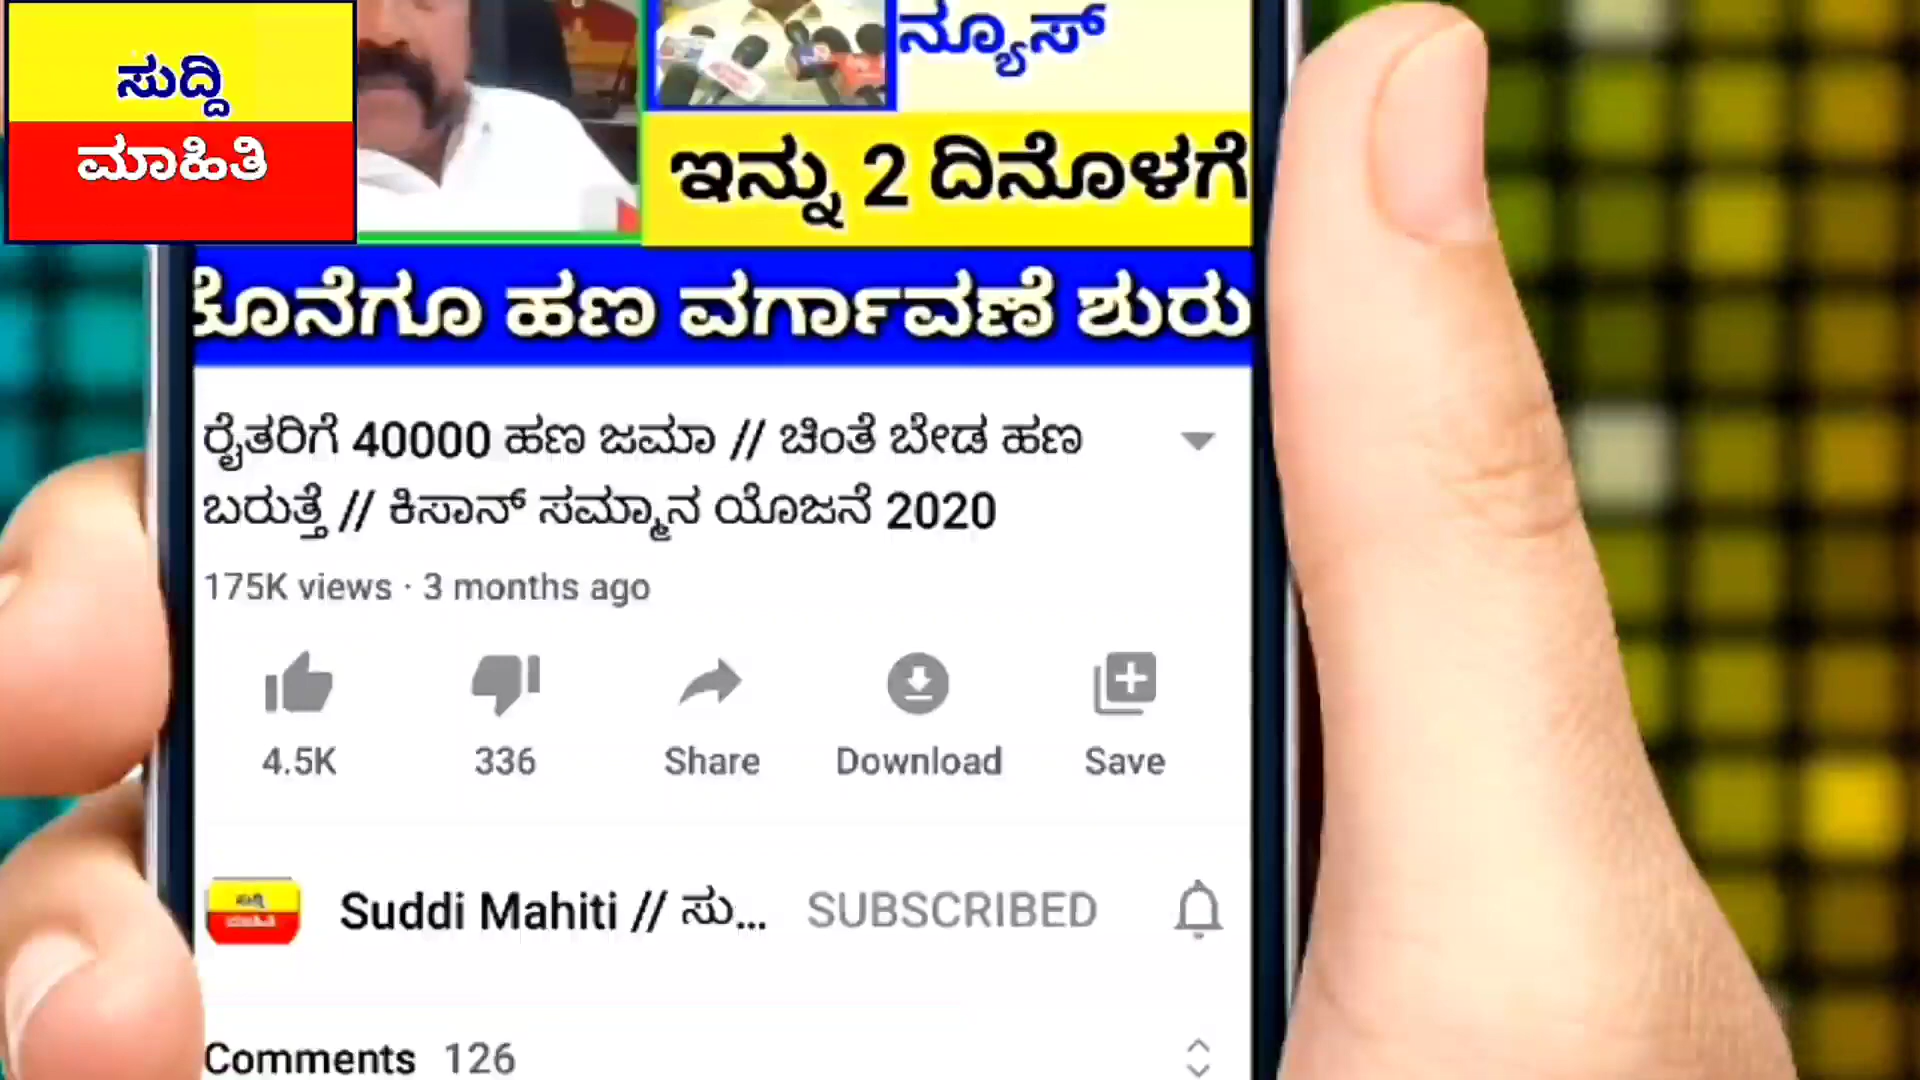 ಸುದ್ದಿ
ಮಾಹಿತಿ
ನ್ಯೂಸ್
ಇನ್ನು 2 ದಿನೊಳಗೆ
ಕೊನೆಗೂ ಹಣ ವರ್ಗಾವಣೆ ಶುರು
ರೈತರಿಗೆ 40000 ಹಣ ಜಮಾ // ಚಿಂತೆ ಬೇಡ ಹಣ
ಬರುತ್ತೆ // ಕಿಸಾನ್ ಸಮ್ಮಾನ ಯೊಜನೆ 2020
175K views · 3 months ago
4.5K 336 Share Download Save
ಸುದ್ದಿ
ಮಾಹಿತಿ
Suddi Mahiti // ಸು... SUBSCRIBED
Comments 126